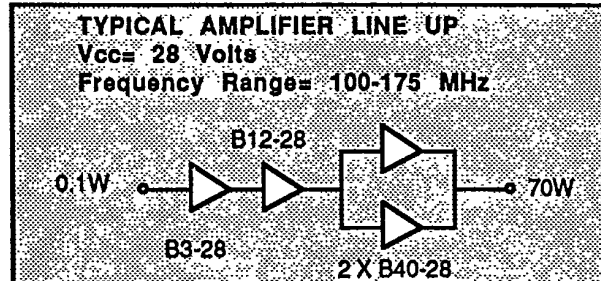 TYPICAL AMPLIFIER LINE UP
Vcc= 28 Volts
Frequency Range= 100-175 MHz
B12-28
0.1W
70W
B3-28
2 X B40-28